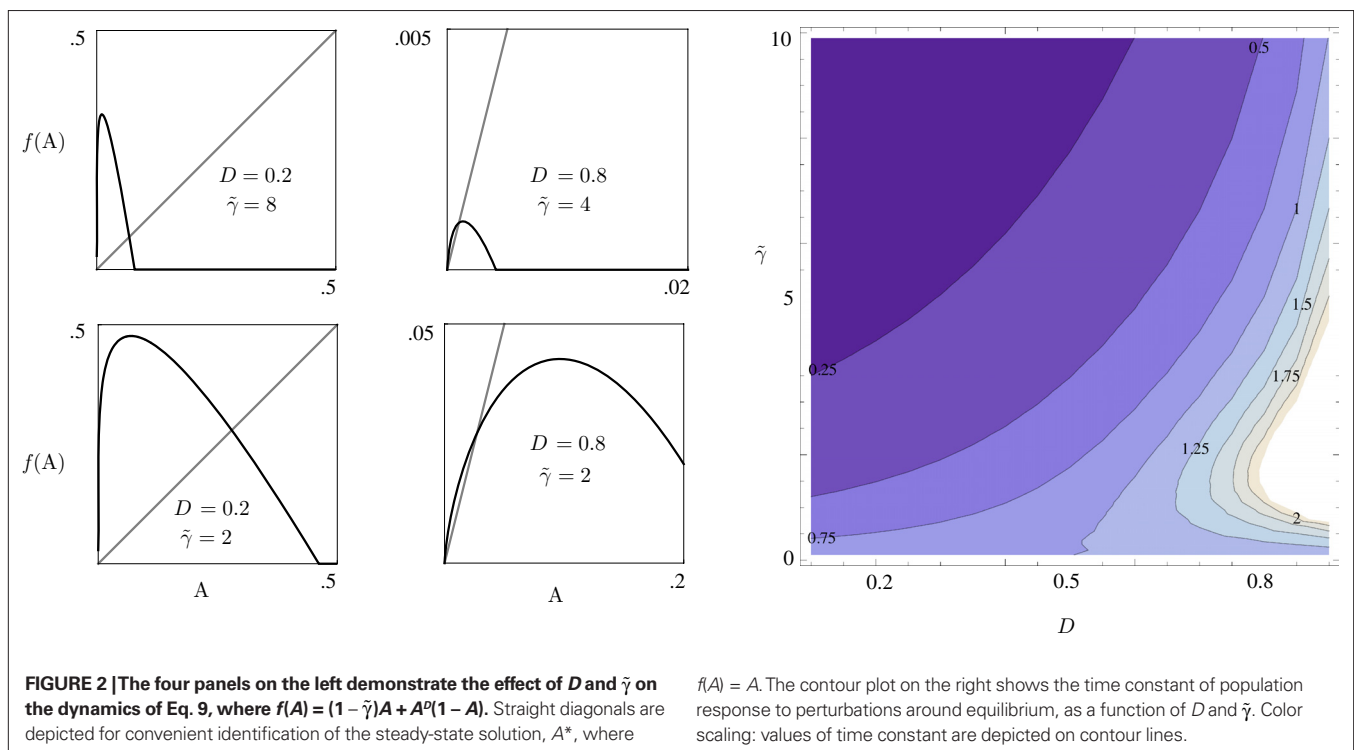 .5
f(A)
D = 0.2
γ̃ = 8
.5
.005
D = 0.8
γ̃ = 4
.02
.5
f(A)
D = 0.2
γ̃ = 2
.5
A
.05
D = 0.8
γ̃ = 2
.2
A
10
γ̃
5
0
0.5
1
1.5
0.25
1.75
1.25
2
0.75
0.2
0.5
0.8
D
FIGURE 2 | The four panels on the left demonstrate the effect of D and γ̃ on
the dynamics of Eq. 9, where f(A) = (1 – γ̃)A + Aᴰ(1 – A). Straight diagonals are
depicted for convenient identification of the steady-state solution, A*, where
f(A) = A. The contour plot on the right shows the time constant of population
response to perturbations around equilibrium, as a function of D and γ̃. Color
scaling: values of time constant are depicted on contour lines.